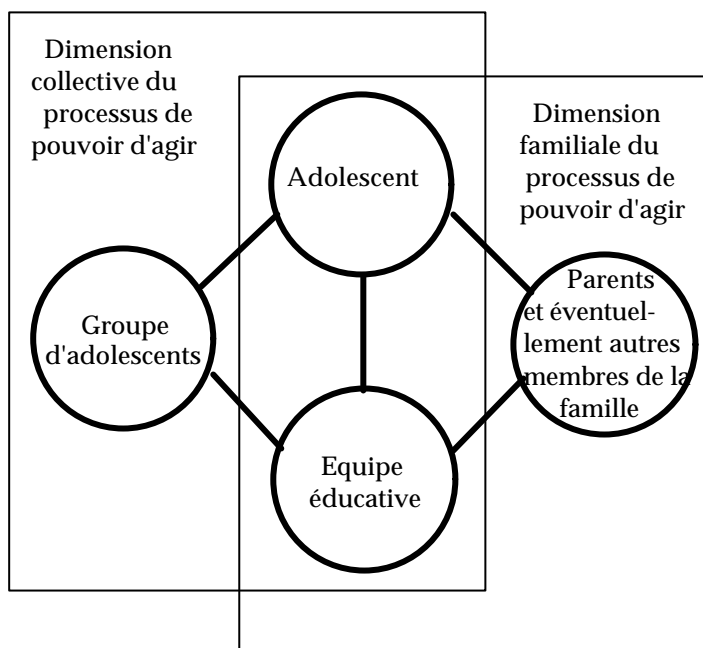 Dimension
collective du
processus de
pouvoir d'agir
Dimension
familiale du
processus de
pouvoir d'agir
Adolescent
Groupe
d'adolescents
Parents
et éventuel-
lement autres
membres de la
famille
Equipe
éducative